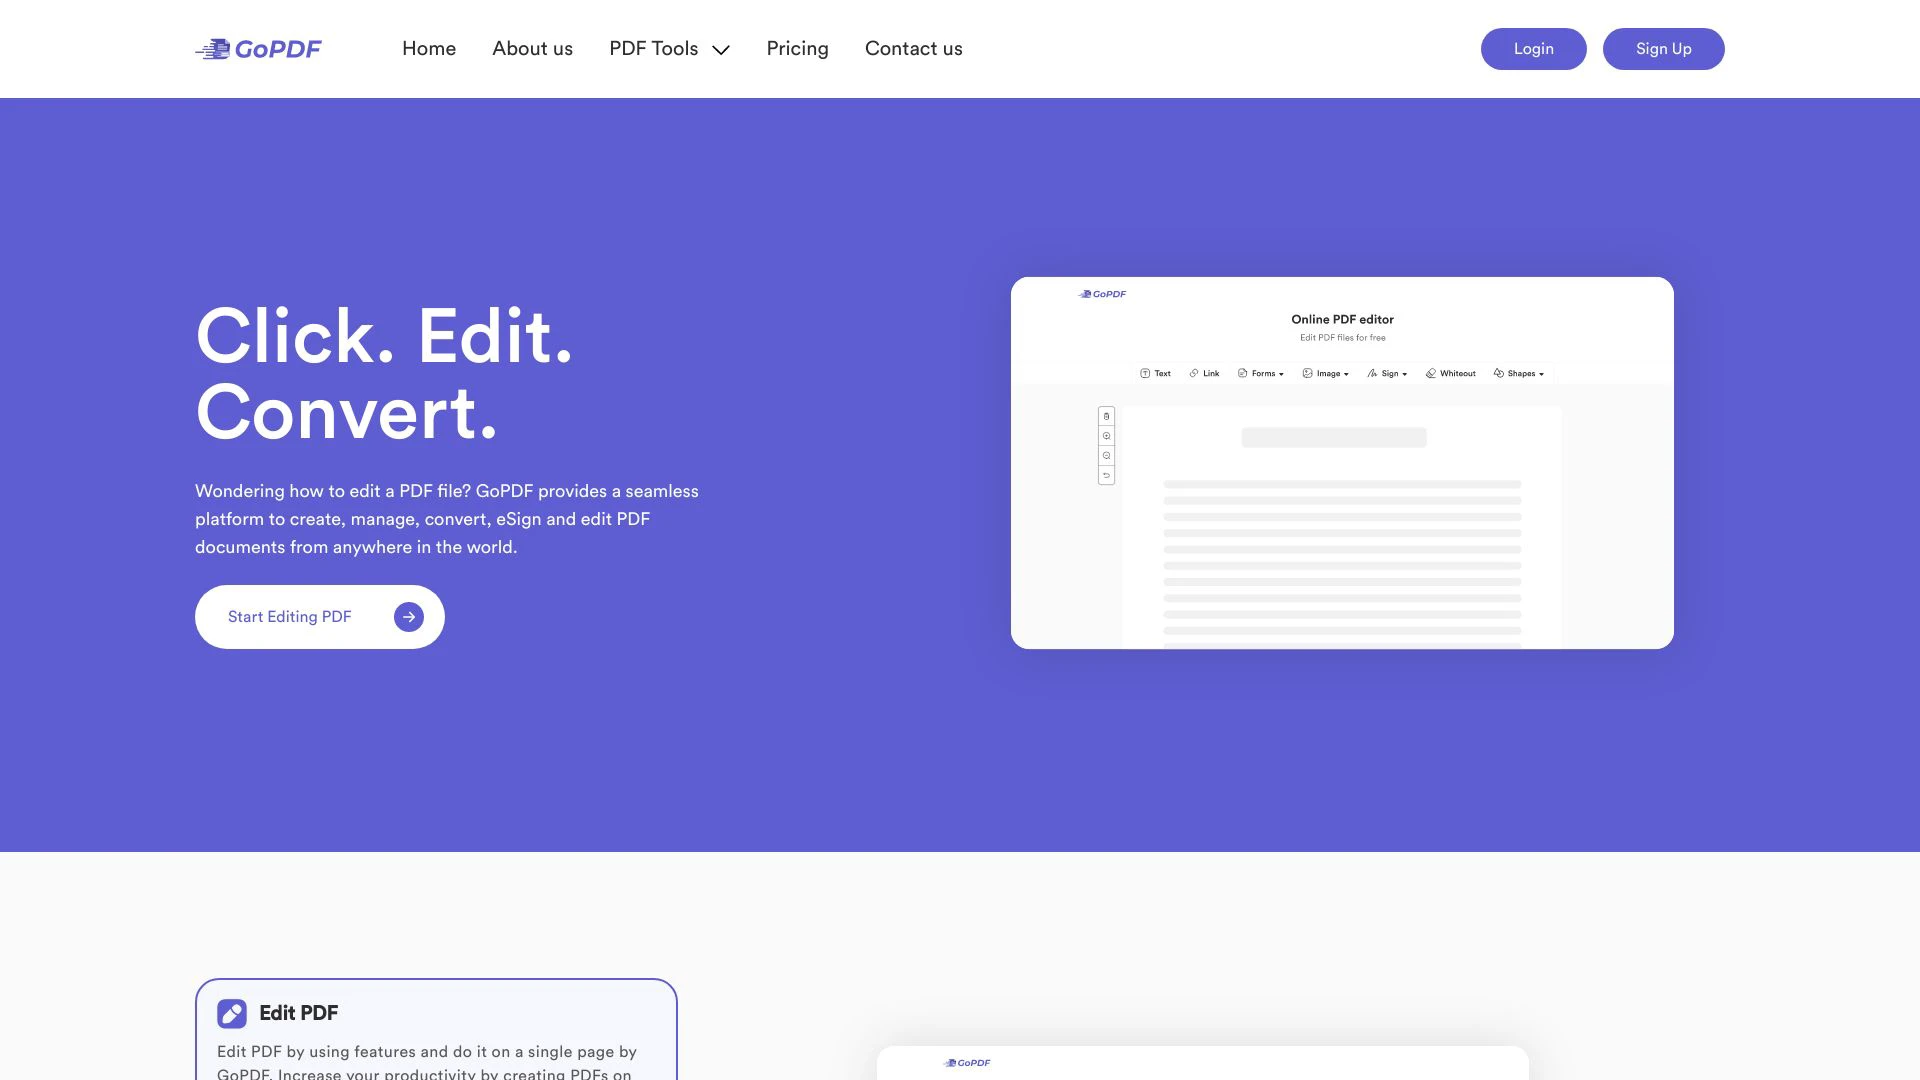 GoPDF
Home
About us
PDF Tools
Pricing
Contact us
Login
Sign Up
Click. Edit.
Convert.
Wondering how to edit a PDF file? GoPDF provides a seamless
platform to create, manage, convert, eSign and edit PDF
documents from anywhere in the world.
Start Editing PDF
GoPDF
Online PDF editor
Edit PDF files for free
Text
Link
Forms
Image
Sign
Whiteout
Shapes
Edit PDF
Edit PDF by using features and do it on a single page by
GoPDF. Increase your productivity by creating PDFs on
GoPDF